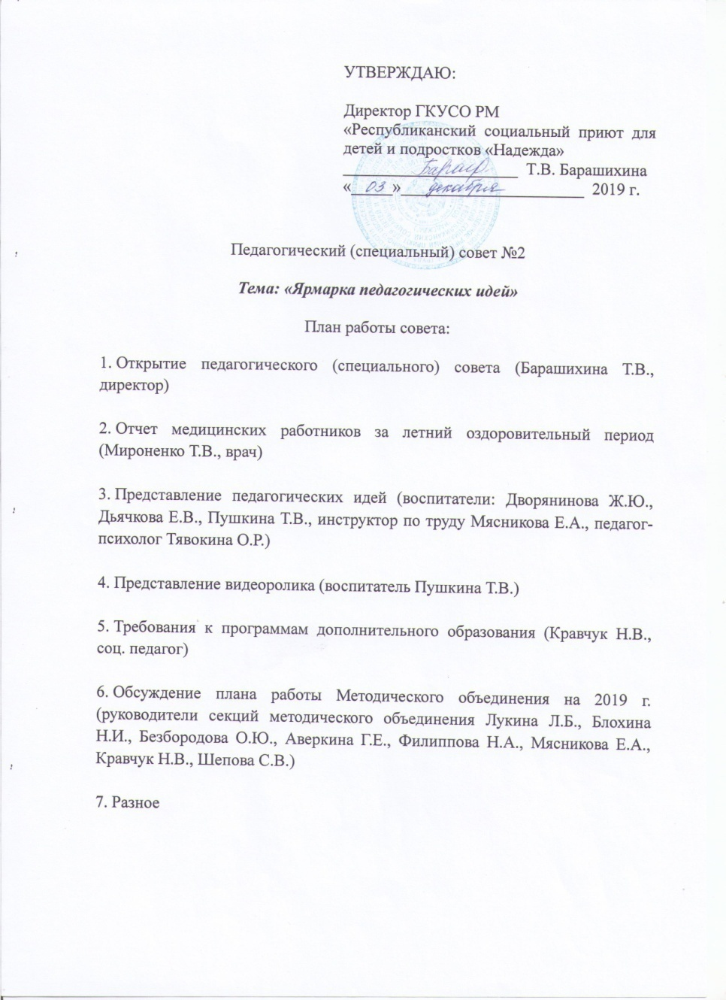 УТВЕРЖДАЮ:
Директор ГКУСО РМ
«Республиканский социальный приют для
детей и подростков «Надежда»
Т.В. Барашихина
«03» декабря 2019 г.
Педагогический (специальный) совет №2
Тема: «Ярмарка педагогических идей»
План работы совета:
1. Открытие педагогического (специального) совета (Барашихина Т.В.,
директор)
2. Отчет медицинских работников за летний оздоровительный период
(Мироненко Т.В., врач)
3. Представление педагогических идей (воспитатели: Дворянинова Ж.Ю.,
Дьячкова Е.В., Пушкина Т.В., инструктор по труду Мясникова Е.А., педагог-
психолог Тявокина О.Р.)
4. Представление видеоролика (воспитатель Пушкина Т.В.)
5. Требования к программам дополнительного образования (Кравчук Н.В.,
соц. педагог)
6. Обсуждение плана работы Методического объединения на 2019 г.
(руководители секций методического объединения Лукина Л.Б., Блохина
Н.И., Безбородова О.Ю., Аверкина Г.Е., Филиппова Н.А., Мясникова Е.А.,
Кравчук Н.В., Шепова С.В.)
7. Разное